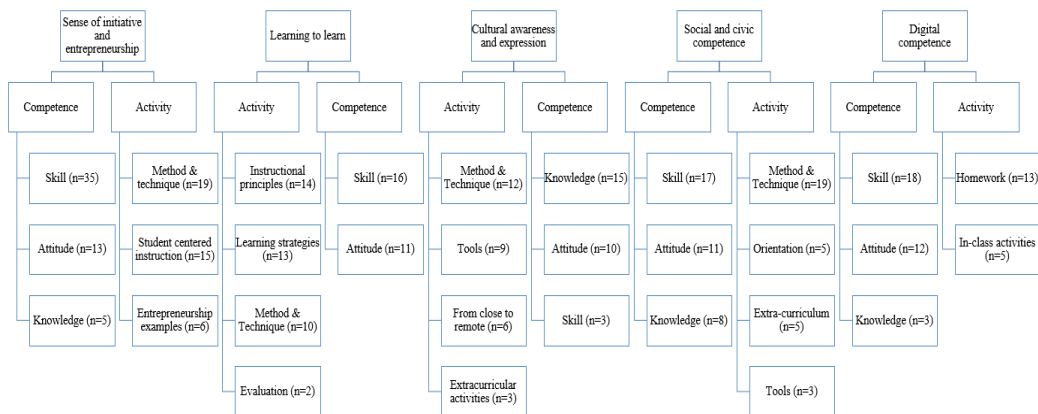 Sense of initiative
and
entrepreneurship
Learning to learn
Cultural awareness
and expression
Social and civic
competence
Digital
competence
Competence
Activity
Activity
Competence
Activity
Competence
Competence
Activity
Competence
Activity
Skill (n=35)
Method &
technique (n=19)
Instructional
principles (n=14)
Skill (n=16)
Method &
Technique (n=12)
Knowledge (n=15)
Skill (n=17)
Method &
Technique (n=19)
Skill (n=18)
Homework (n=13)
Attitude (n=13)
Student centered
instruction (n=15)
Learning strategies
(n=13)
Attitude (n=11)
Tools (n=9)
Attitude (n=10)
Attitude (n=11)
Orientation (n=5)
Attitude (n=12)
In-class activities
(n=5)
Knowledge (n=5)
Entrepreneurship
examples (n=6)
Method &
Technique (n=10)
From close to
remote (n=6)
Skill (n=3)
Knowledge (n=8)
Extra-curriculum
(n=5)
Knowledge (n=3)
Evaluation (n=2)
Extracurricular
activities (n=3)
Tools (n=3)